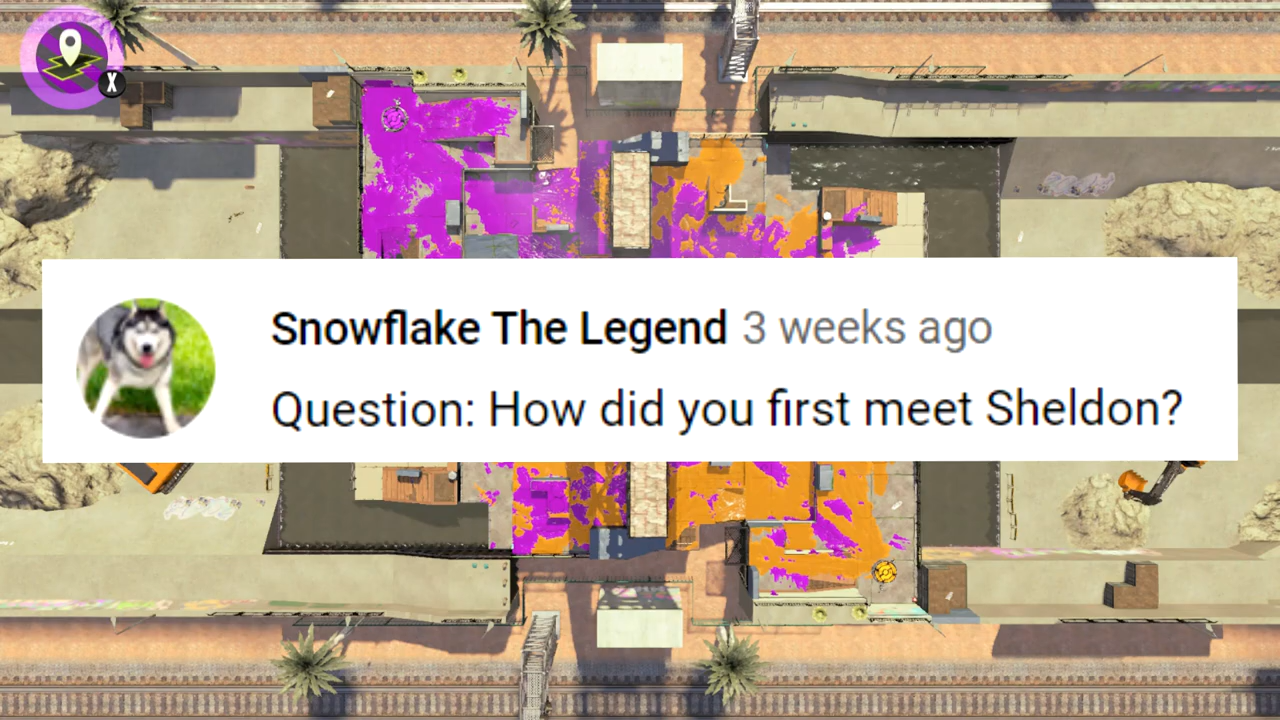 X
Snowflake The Legend 3 weeks ago
Question: How did you first meet Sheldon?